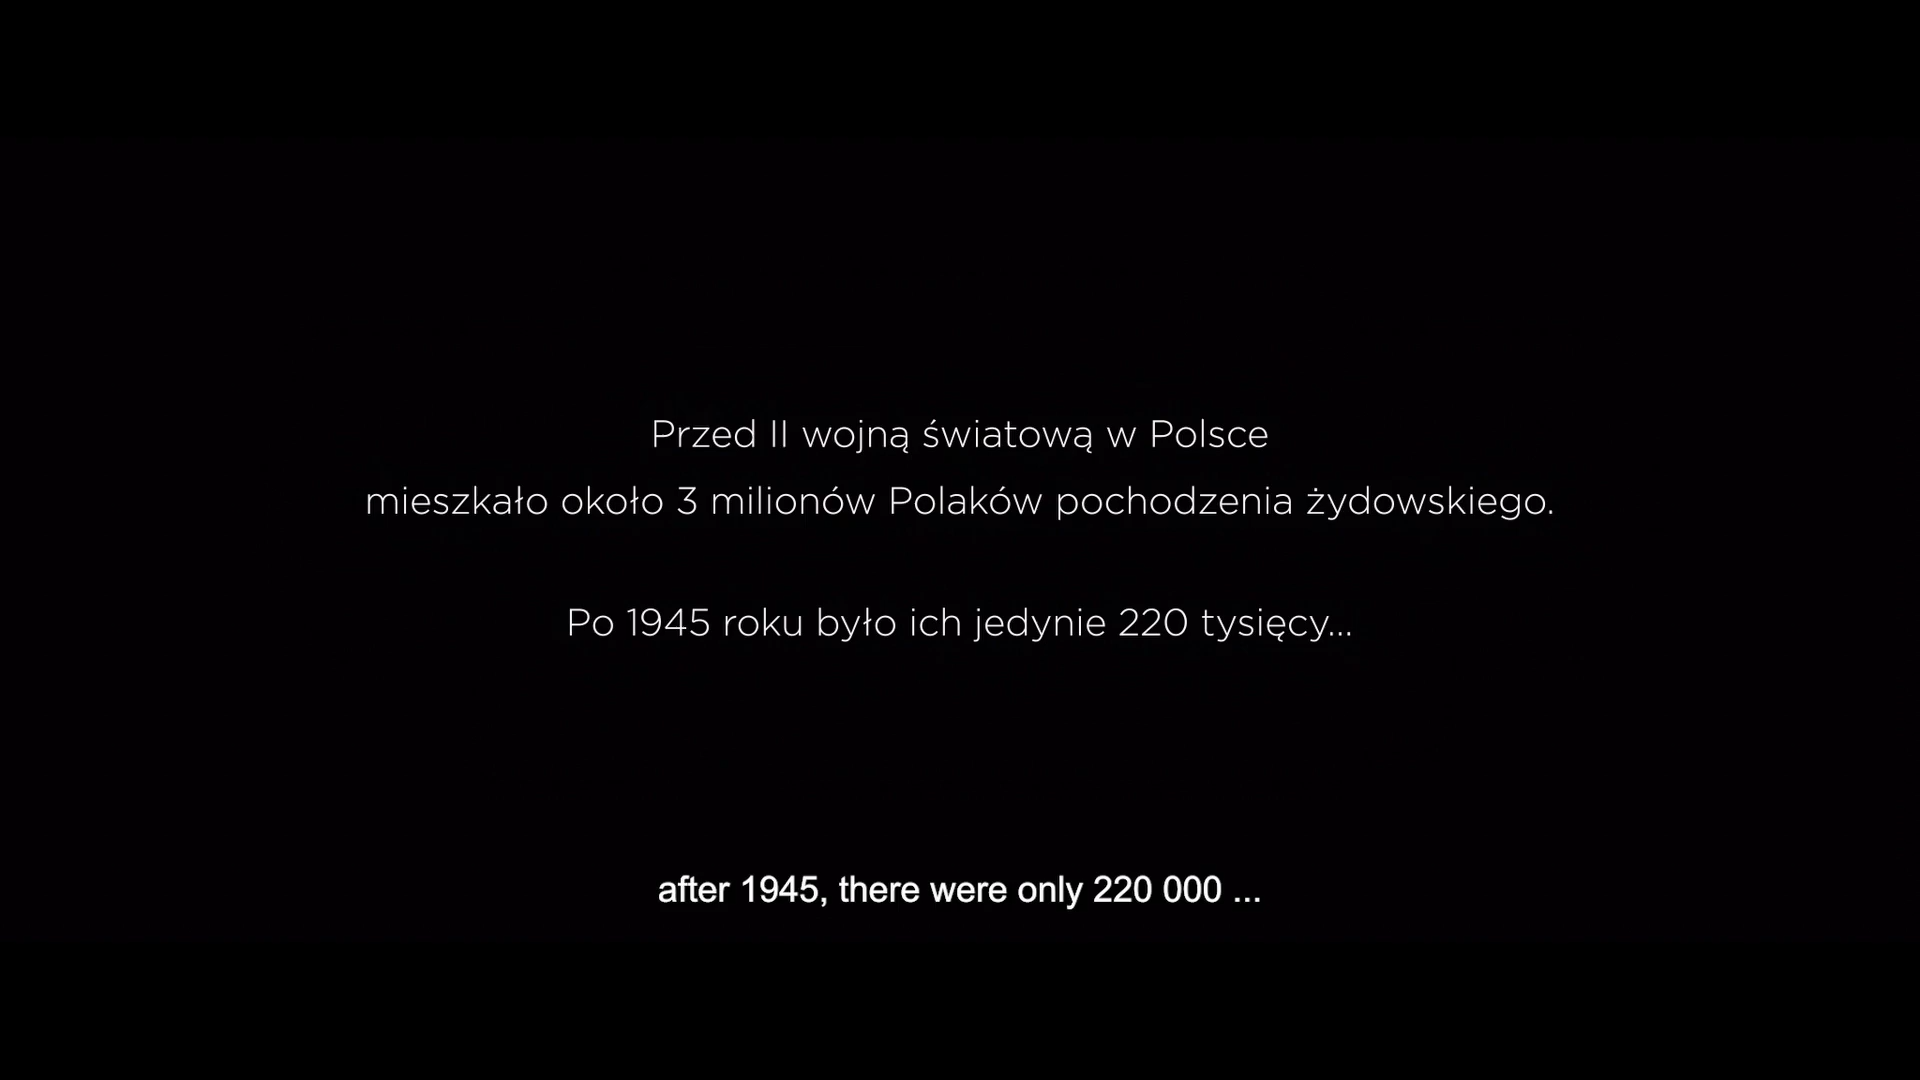 Przed II wojną światową w Polsce
mieszkało około 3 milionów Polaków pochodzenia żydowskiego.
Po 1945 roku było ich jedynie 220 tysięcy...
after 1945, there were only 220 000 ...